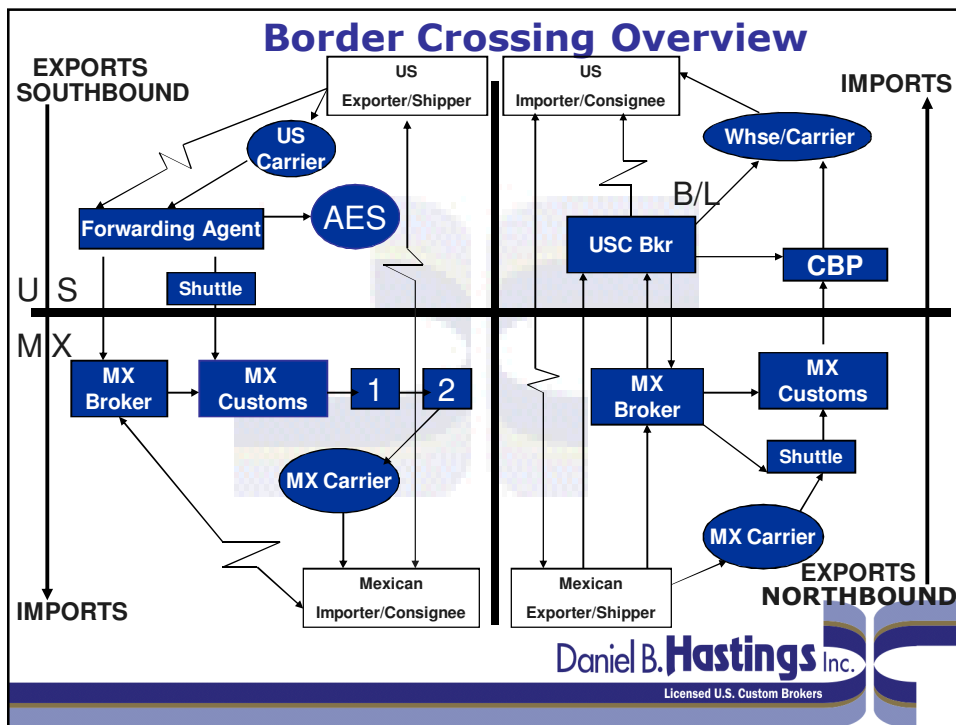 Border Crossing Overview
EXPORTS
SOUTHBOUND
US
Exporter/Shipper
US
Carrier
Forwarding Agent
AES
Shuttle
U S
M X
MX
Broker
MX
Customs
1
2
MX Carrier
Mexican
Importer/Consignee
IMPORTS
US
Importer/Consignee
IMPORTS
Whse/Carrier
B/L
USC Bkr
CBP
MX
Broker
MX
Customs
Shuttle
MX Carrier
Mexican
Exporter/Shipper
EXPORTS
NORTHBOUND
Daniel B. Hastings Inc.
Licensed U.S. Custom Brokers